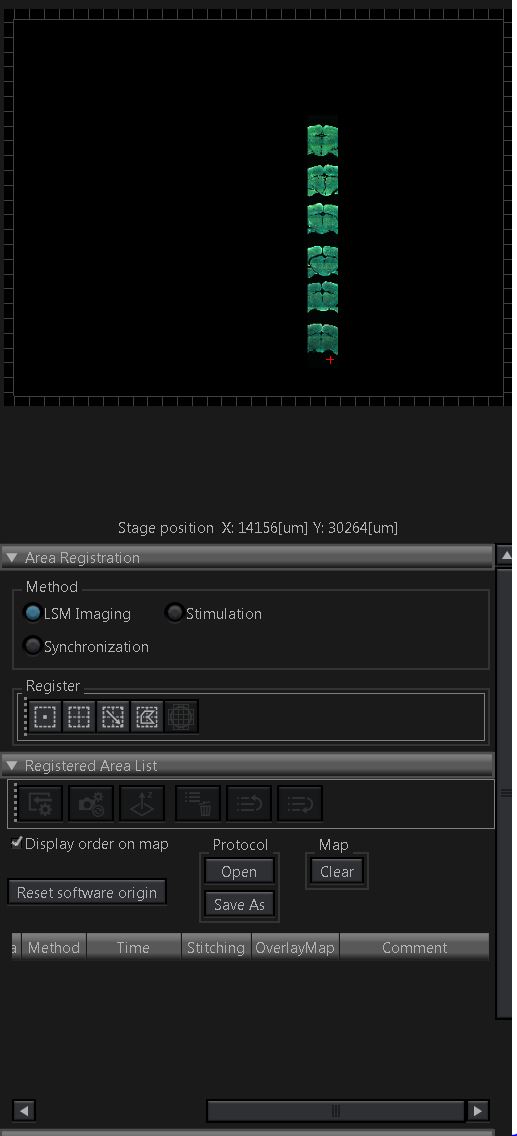 Stage position X: 14156[um] Y: 30264[um]
Area Registration
Method
LSM Imaging Stimulation
Synchronization
Register
Registered Area List
Display order on map Protocol Map
Open Clear
Reset software origin
Save As
a Method Time Stitching OverlayMap Comment